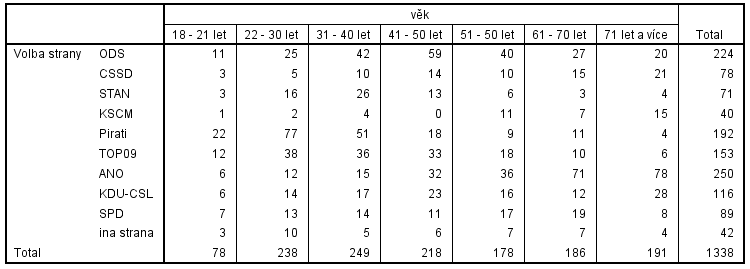 věk
18 - 21 let 22 - 30 let 31 - 40 let 41 - 50 let 51 - 50 let 61 - 70 let 71 let a více Total
Volba strany ODS 11 25 42 59 40 27 20 224
CSSD 3 5 10 14 10 15 21 78
STAN 3 16 26 13 6 3 4 71
KSCM 1 2 4 0 11 7 15 40
Pirati 22 77 51 18 9 11 4 192
TOP09 12 38 36 33 18 10 6 153
ANO 6 12 15 32 36 71 78 250
KDU-CSL 6 14 17 23 16 12 28 116
SPD 7 13 14 11 17 19 8 89
ina strana 3 10 5 6 7 7 4 42
Total 78 238 249 218 178 186 191 1338